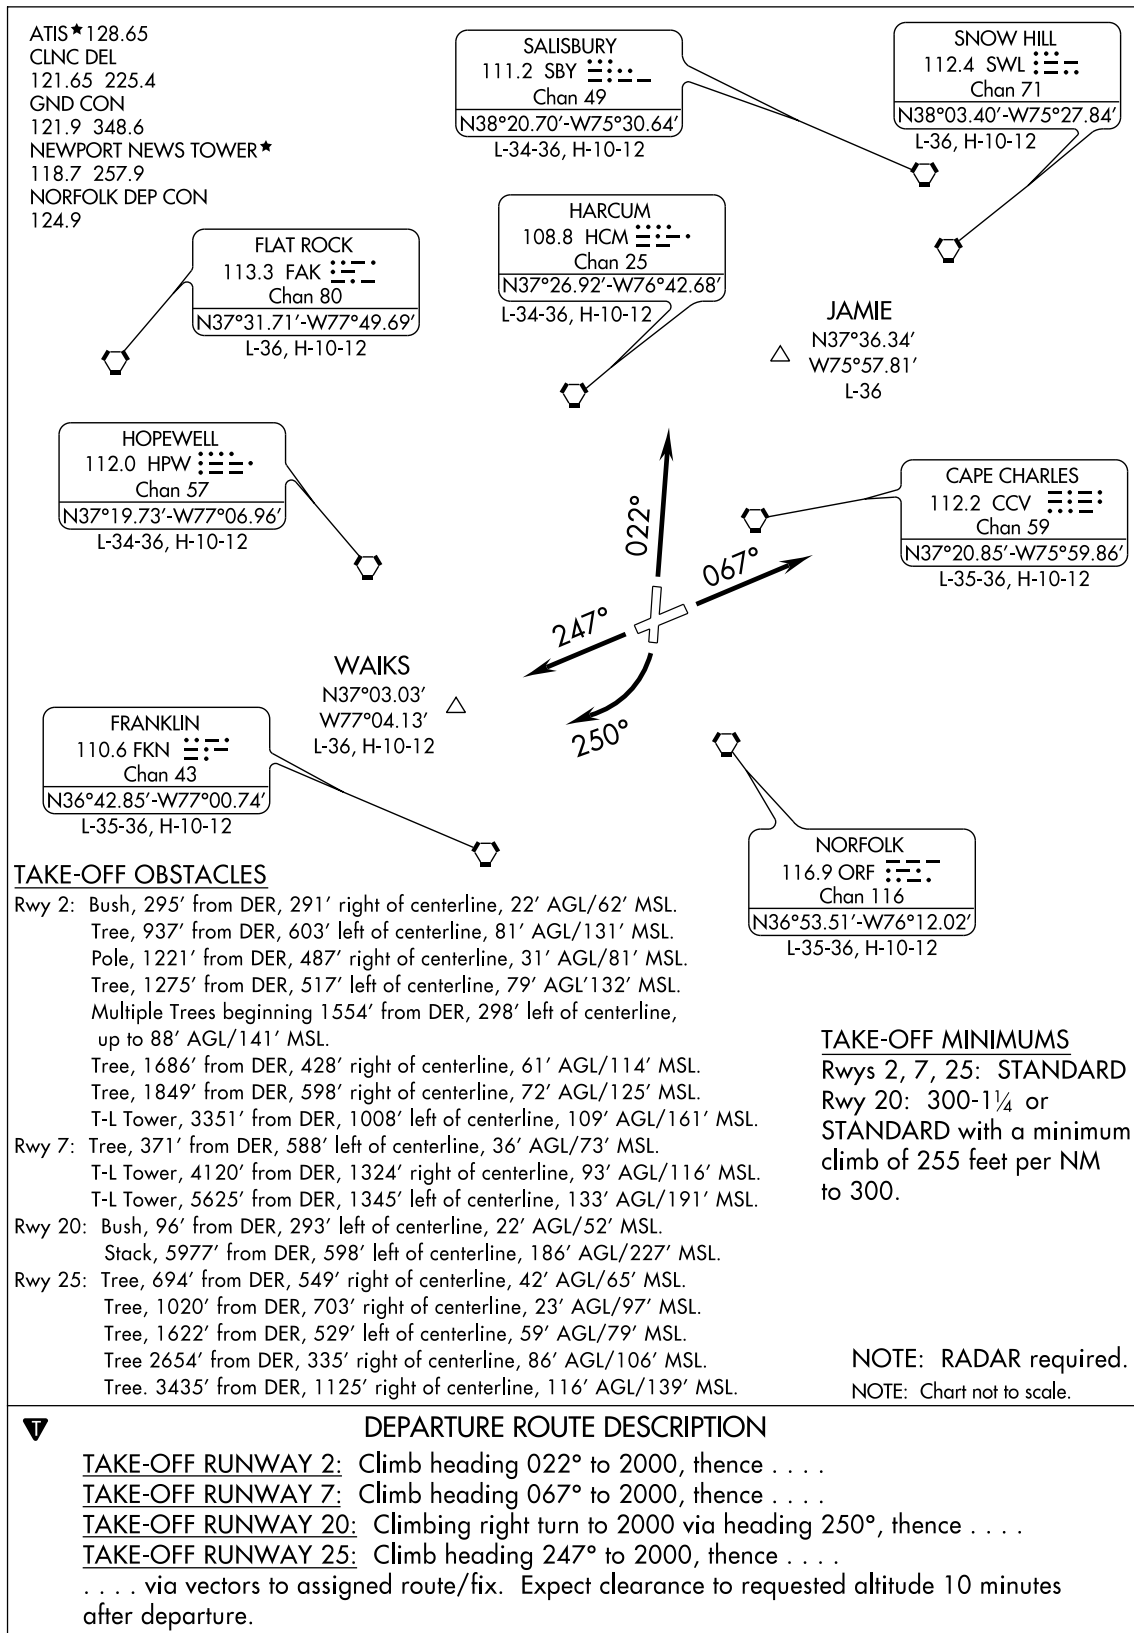 ATIS★128.65
CLNC DEL
121.65 225.4
GND CON
121.9 348.6
NEWPORT NEWS TOWER★
118.7 257.9
NORFOLK DEP CON
124.9
SALISBURY
111.2 SBY
Chan 49
N38°20.70′-W75°30.64′
L-34-36, H-10-12
SNOW HILL
112.4 SWL
Chan 71
N38°03.40′-W75°27.84′
L-36, H-10-12
FLAT ROCK
113.3 FAK
Chan 80
N37°31.71′-W77°49.69′
L-36, H-10-12
HARCUM
108.8 HCM
Chan 25
N37°26.92′-W76°42.68′
L-34-36, H-10-12
JAMIE
N37°36.34′
W75°57.81′
L-36
HOPEWELL
112.0 HPW
Chan 57
N37°19.73′-W77°06.96′
L-34-36, H-10-12
CAPE CHARLES
112.2 CCV
Chan 59
N37°20.85′-W75°59.86′
L-35-36, H-10-12
022°
067°
247°
250°
WAIKS
N37°03.03′
W77°04.13′
L-36, H-10-12
FRANKLIN
110.6 FKN
Chan 43
N36°42.85′-W77°00.74′
L-35-36, H-10-12
NORFOLK
116.9 ORF
Chan 116
N36°53.51′-W76°12.02′
L-35-36, H-10-12
TAKE-OFF OBSTACLES
Rwy 2: Bush, 295′ from DER, 291′ right of centerline, 22′ AGL/62′ MSL.
Tree, 937′ from DER, 603′ left of centerline, 81′ AGL/131′ MSL.
Pole, 1221′ from DER, 487′ right of centerline, 31′ AGL/81′ MSL.
Tree, 1275′ from DER, 517′ left of centerline, 79′ AGL′132′ MSL.
Multiple Trees beginning 1554′ from DER, 298′ left of centerline,
up to 88′ AGL/141′ MSL.
Tree, 1686′ from DER, 428′ right of centerline, 61′ AGL/114′ MSL.
Tree, 1849′ from DER, 598′ right of centerline, 72′ AGL/125′ MSL.
T-L Tower, 3351′ from DER, 1008′ left of centerline, 109′ AGL/161′ MSL.
Rwy 7: Tree, 371′ from DER, 588′ left of centerline, 36′ AGL/73′ MSL.
T-L Tower, 4120′ from DER, 1324′ right of centerline, 93′ AGL/116′ MSL.
T-L Tower, 5625′ from DER, 1345′ left of centerline, 133′ AGL/191′ MSL.
Rwy 20: Bush, 96′ from DER, 293′ left of centerline, 22′ AGL/52′ MSL.
Stack, 5977′ from DER, 598′ left of centerline, 186′ AGL/227′ MSL.
Rwy 25: Tree, 694′ from DER, 549′ right of centerline, 42′ AGL/65′ MSL.
Tree, 1020′ from DER, 703′ right of centerline, 23′ AGL/97′ MSL.
Tree, 1622′ from DER, 529′ left of centerline, 59′ AGL/79′ MSL.
Tree 2654′ from DER, 335′ right of centerline, 86′ AGL/106′ MSL.
Tree. 3435′ from DER, 1125′ right of centerline, 116′ AGL/139′ MSL.
TAKE-OFF MINIMUMS
Rwys 2, 7, 25: STANDARD
Rwy 20: 300-1¼ or
STANDARD with a minimum
climb of 255 feet per NM
to 300.
NOTE: RADAR required.
NOTE: Chart not to scale.
T
DEPARTURE ROUTE DESCRIPTION
TAKE-OFF RUNWAY 2: Climb heading 022° to 2000, thence . . . .
TAKE-OFF RUNWAY 7: Climb heading 067° to 2000, thence . . . .
TAKE-OFF RUNWAY 20: Climbing right turn to 2000 via heading 250°, thence . . . .
TAKE-OFF RUNWAY 25: Climb heading 247° to 2000, thence . . . .
. . . . via vectors to assigned route/fix. Expect clearance to requested altitude 10 minutes
after departure.